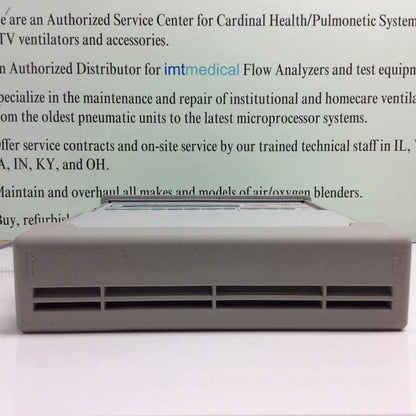 e are an Authorized Service Center for Cardinal Health/Pulmonetic System
TV ventilators and accessories.
n Authorized Distributor for imtmedical Flow Analyzers and test equipm
pecialize in the maintenance and repair of institutional and homecare ventila
om the oldest pneumatic units to the latest microprocessor systems.
ffer service contracts and on-site service by our trained technical staff in IL,
A, IN, KY, and OH.
Maintain and overhaul all makes and models of air/oxygen blenders.
Buy, refurbis